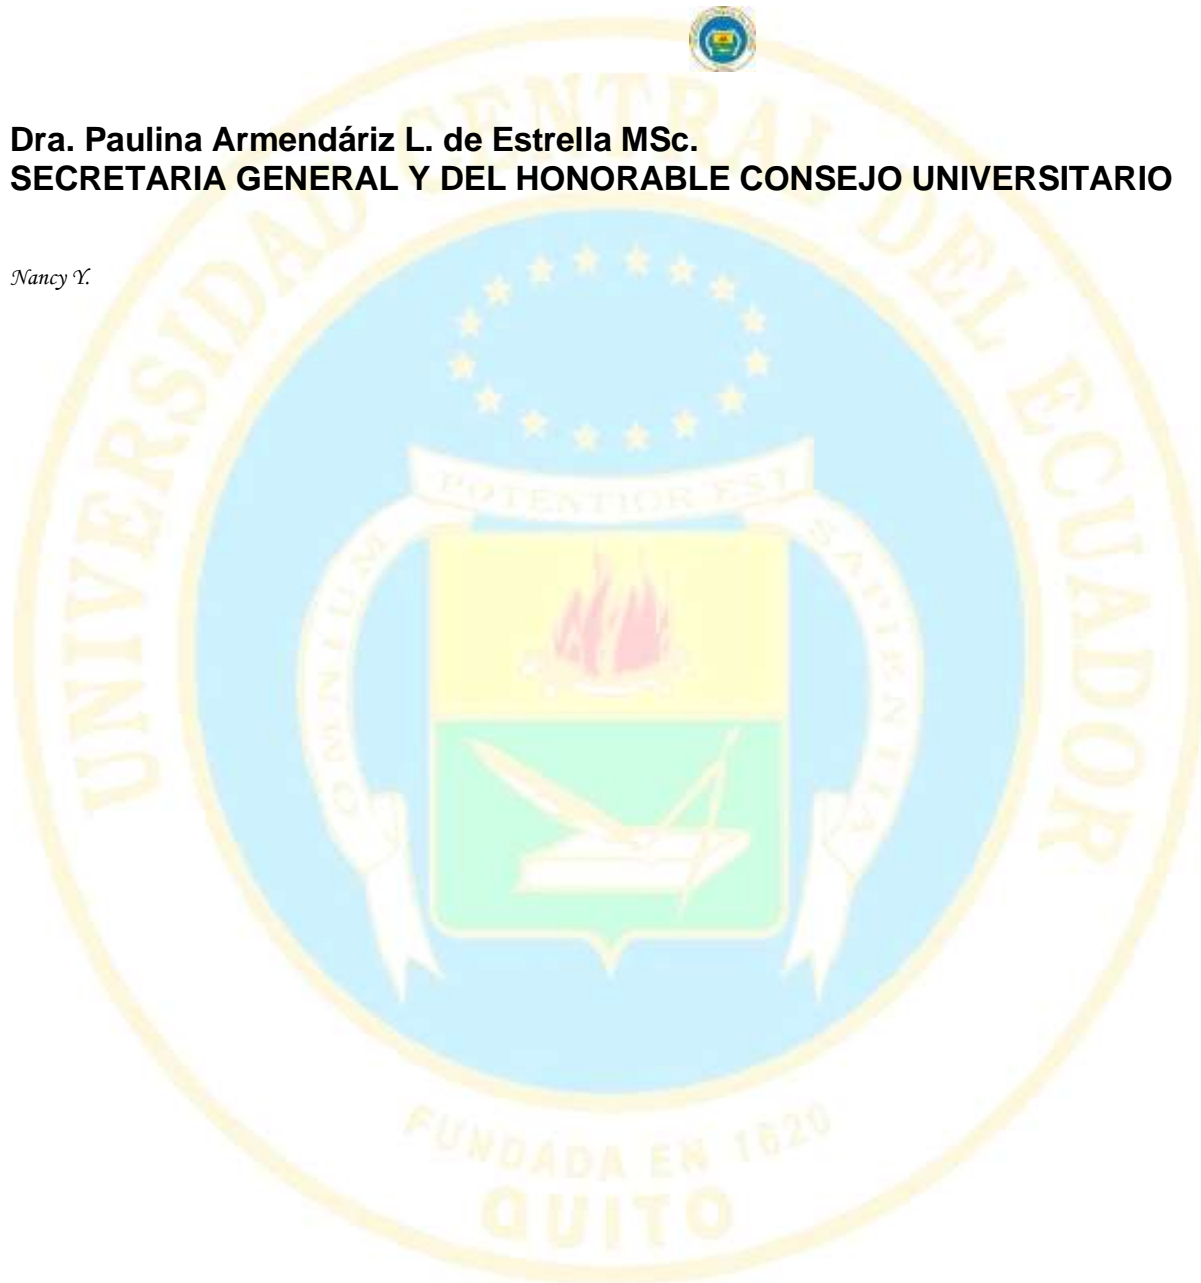 Dra. Paulina Armendáriz L. de Estrella MSc.
SECRETARIA GENERAL Y DEL HONORABLE CONSEJO UNIVERSITARIO
Nancy Y.
UNIVERSIDAD CENTRAL DEL ECUADOR
OMNIUM POTENTIOR EST SAPIENTIA
FUNDADA EN 1620
QUITO